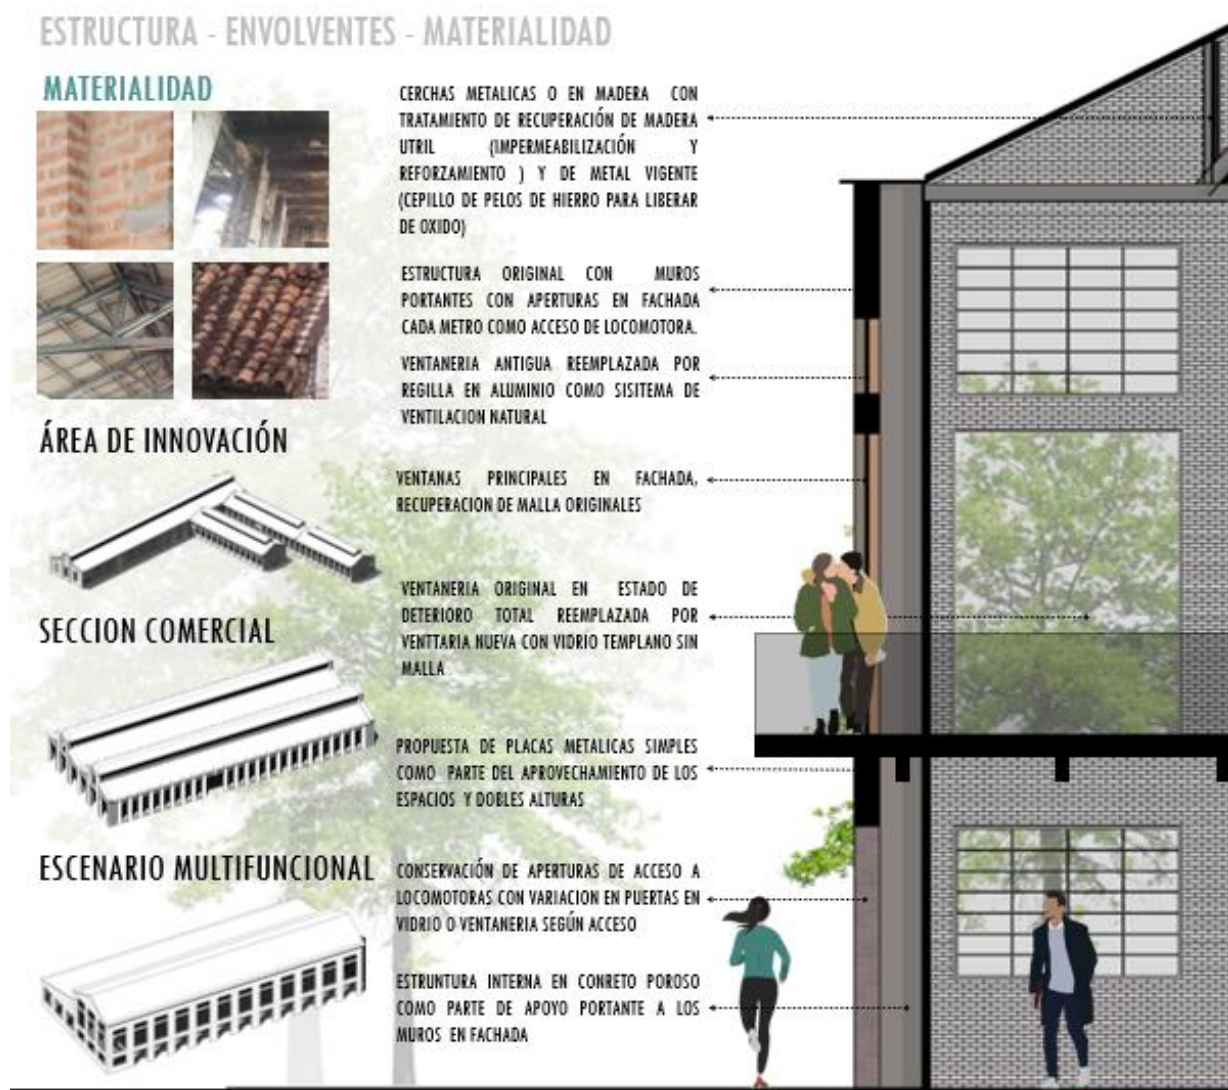 ESTRUCTURA - ENVOLVENTES - MATERIALIDAD
MATERIALIDAD
ÁREA DE INNOVACIÓN
SECCION COMERCIAL
ESCENARIO MULTIFUNCIONAL
CERCHAS METALICAS O EN MADERA CON
TRATAMIENTO DE RECUPERACIÓN DE MADERA
UTRIL (IMPERMEABILIZACIÓN Y
REFORZAMIENTO ) Y DE METAL VIGENTE
(CEPILLO DE PELOS DE HIERRO PARA LIBERAR
DE OXIDO)
ESTRUCTURA ORIGINAL CON MUROS
PORTANTES CON APERTURAS EN FACHADA
CADA METRO COMO ACCESO DE LOCOMOTORA.
VENTANERIA ANTIGUA REEMPLAZADA POR
REGILLA EN ALUMINIO COMO SISITEMA DE
VENTILACION NATURAL
VENTANAS PRINCIPALES EN FACHADA,
RECUPERACION DE MALLA ORIGINALES
VENTANERIA ORIGINAL EN ESTADO DE
DETERIORO TOTAL REEMPLAZADA POR
VENTTARIA NUEVA CON VIDRIO TEMPLANO SIN
MALLA
PROPUESTA DE PLACAS METALICAS SIMPLES
COMO PARTE DEL APROVECHAMIENTO DE LOS
ESPACIOS Y DOBLES ALTURAS
CONSERVACIÓN DE APERTURAS DE ACCESO A
LOCOMOTORAS CON VARIACION EN PUERTAS EN
VIDRIO O VENTANERIA SEGÚN ACCESO
ESTRUNTURA INTERNA EN CONRETO POROSO
COMO PARTE DE APOYO PORTANTE A LOS
MUROS EN FACHADA